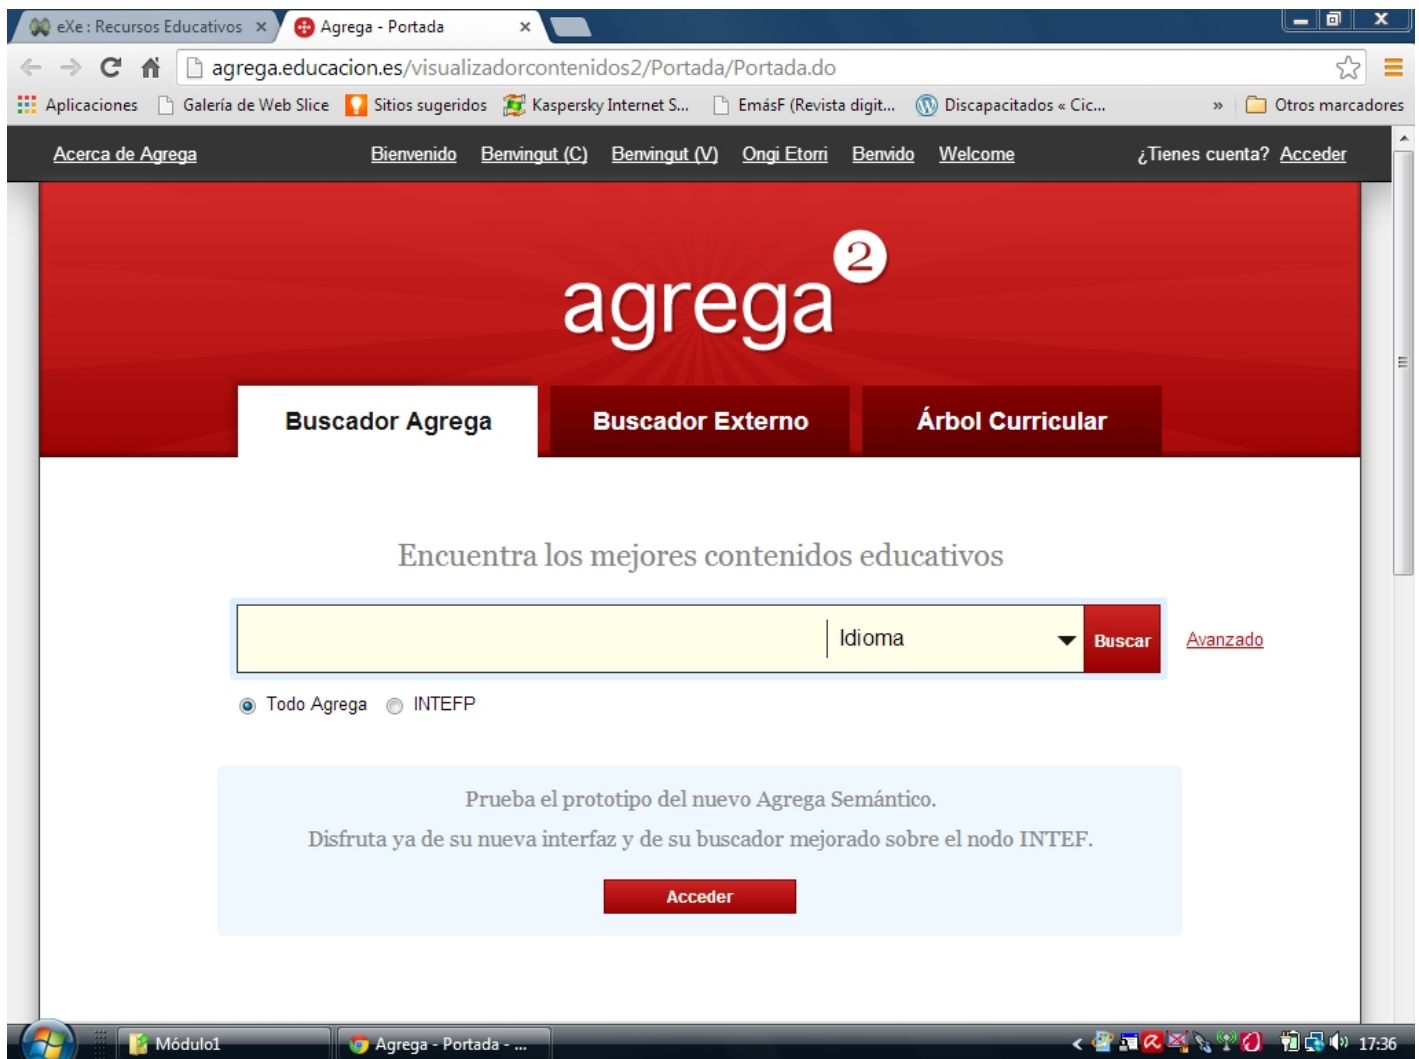 eXe : Recursos Educativos
Agrega - Portada
agrega.educacion.es/visualizadorcontenidos2/Portada/Portada.do
Aplicaciones Galería de Web Slice Sitios sugeridos Kaspersky Internet S... EmásF (Revista digit... Discapacitados « Cic... » Otros marcadores
Acerca de Agrega Bienvenido Benvingut (C) Benvingut (V) Ongi Etorri Benvido Welcome ¿Tienes cuenta? Acceder
agrega 2
Buscador Agrega Buscador Externo Árbol Curricular
Encuentra los mejores contenidos educativos
Idioma Buscar Avanzado
Todo Agrega INTEFP
Prueba el prototipo del nuevo Agrega Semántico.
Disfruta ya de su nueva interfaz y de su buscador mejorado sobre el nodo INTEF.
Acceder
Módulo1 Agrega - Portada - ... 17:36